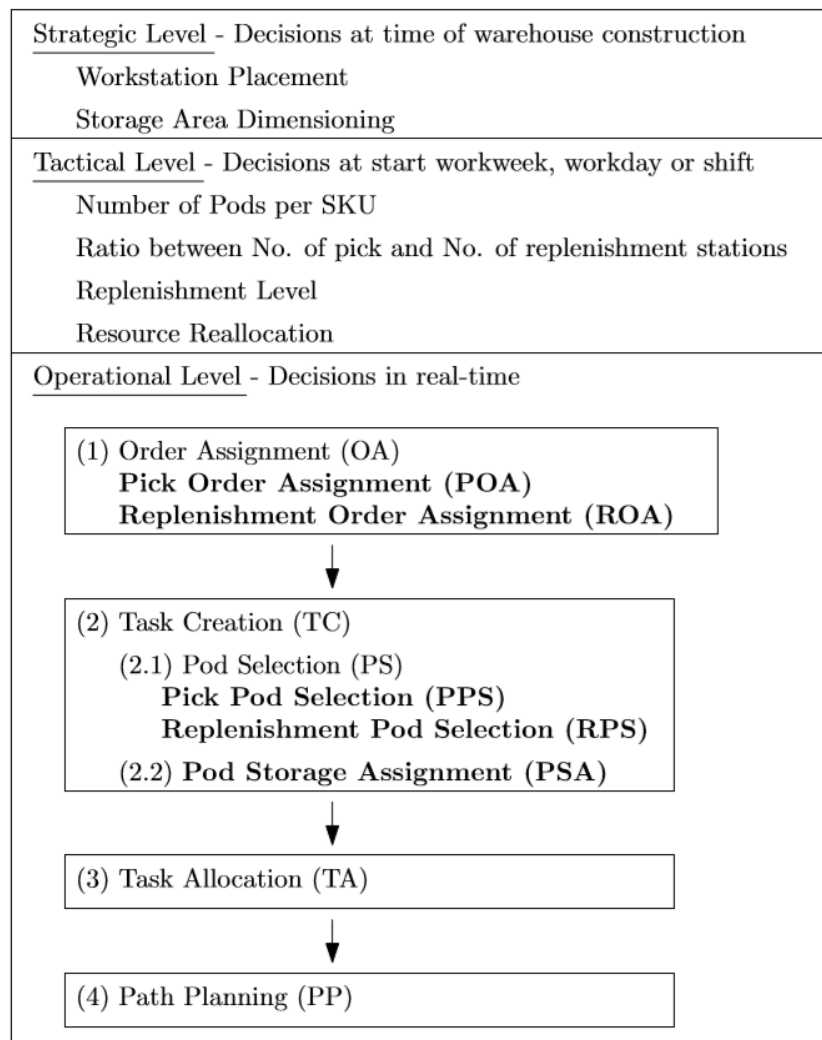 Strategic Level - Decisions at time of warehouse construction
Workstation Placement
Storage Area Dimensioning
Tactical Level - Decisions at start workweek, workday or shift
Number of Pods per SKU
Ratio between No. of pick and No. of replenishment stations
Replenishment Level
Resource Reallocation
Operational Level - Decisions in real-time
(1) Order Assignment (OA)
Pick Order Assignment (POA)
Replenishment Order Assignment (ROA)
(2) Task Creation (TC)
(2.1) Pod Selection (PS)
Pick Pod Selection (PPS)
Replenishment Pod Selection (RPS)
(2.2) Pod Storage Assignment (PSA)
(3) Task Allocation (TA)
(4) Path Planning (PP)